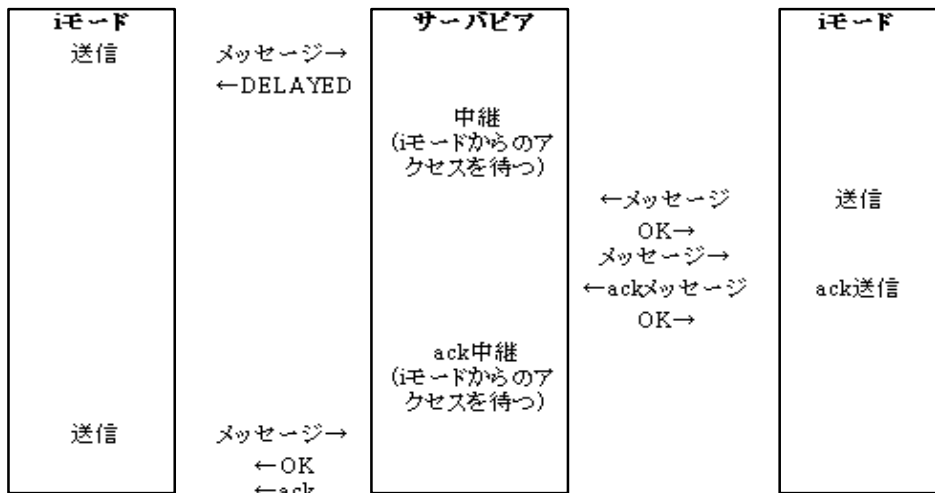 iモード
サーバピア
iモード
送信
メッセージ→
←DELAYED
中継
(iモードからのア
クセスを待つ)
←メッセージ
送信
OK→
メッセージ→
←ackメッセージ
ack送信
OK→
ack中継
(iモードからのア
クセスを待つ)
送信
メッセージ→
←OK
←ack